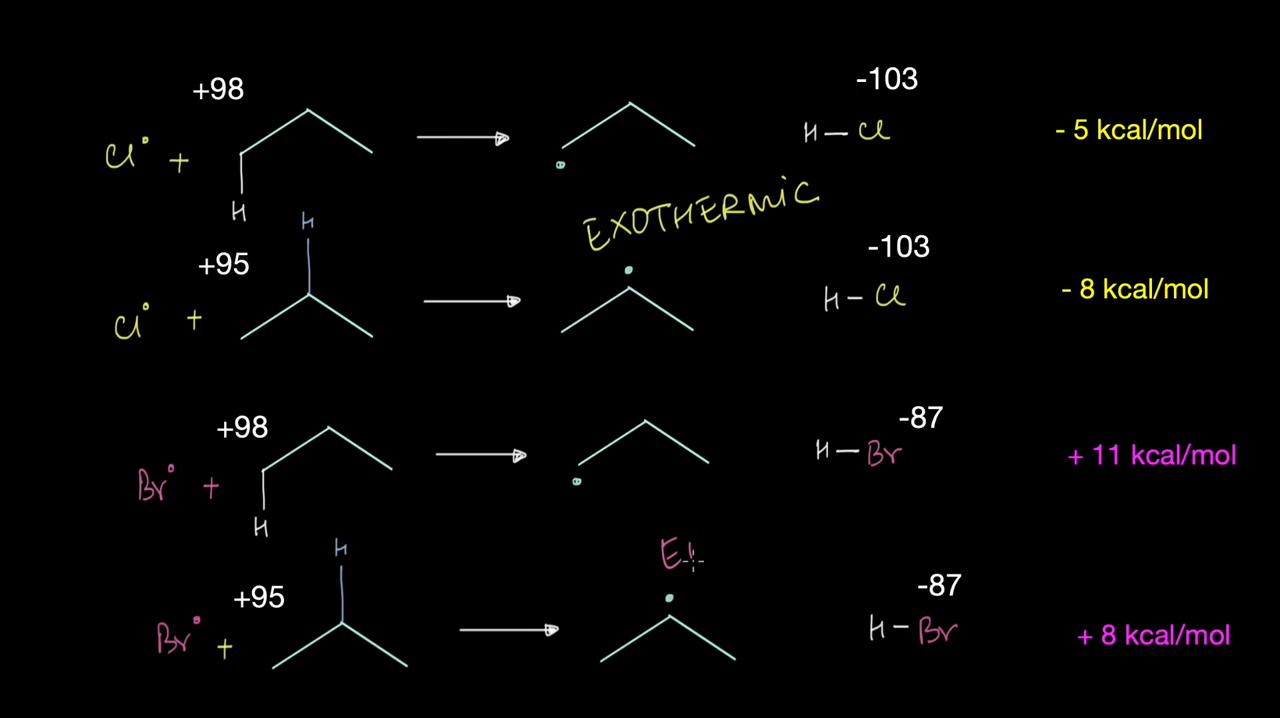 +98 -103
Cl• + H → H–Cl - 5 kcal/mol
EXOTHERMIC
H
+95 -103
Cl• + → H–Cl - 8 kcal/mol
+98 -87
Br• + H → H–Br + 11 kcal/mol
H
+95 -87
Br• + → H–Br + 8 kcal/mol